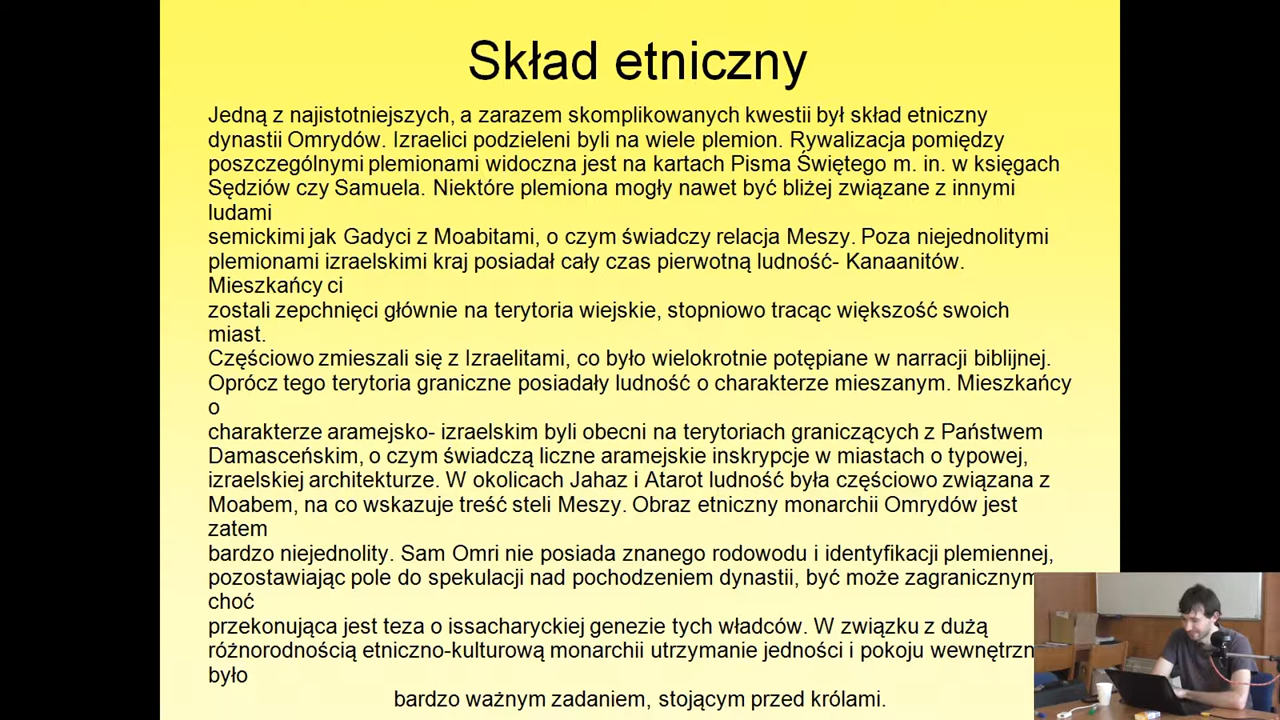 Skład etniczny
Jedną z najistotniejszych, a zarazem skomplikowanych kwestii był skład etniczny
dynastii Omrydów. Izraelici podzieleni byli na wiele plemion. Rywalizacja pomiędzy
poszczególnymi plemionami widoczna jest na kartach Pisma Świętego m. in. w księgach
Sędziów czy Samuela. Niektóre plemiona mogły nawet być bliżej związane z innymi
ludami
semickimi jak Gadyci z Moabitami, o czym świadczy relacja Meszy. Poza niejednolitymi
plemionami izraelskimi kraj posiadał cały czas pierwotną ludność- Kanaanitów.
Mieszkańcy ci
zostali zepchnięci głównie na terytoria wiejskie, stopniowo tracąc większość swoich
miast.
Częściowo zmieszali się z Izraelitami, co było wielokrotnie potępiane w narracji biblijnej.
Oprócz tego terytoria graniczne posiadały ludność o charakterze mieszanym. Mieszkańcy
o
charakterze aramejsko- izraelskim byli obecni na terytoriach graniczących z Państwem
Damasceńskim, o czym świadczą liczne aramejskie inskrypcje w miastach o typowej,
izraelskiej architekturze. W okolicach Jahaz i Atarot ludność była częściowo związana z
Moabem, na co wskazuje treść steli Meszy. Obraz etniczny monarchii Omrydów jest
zatem
bardzo niejednolity. Sam Omri nie posiada znanego rodowodu i identyfikacji plemiennej,
pozostawiając pole do spekulacji nad pochodzeniem dynastii, być może zagranicznym
choć
przekonująca jest teza o issacharyckiej genezie tych władców. W związku z dużą
różnorodnością etniczno-kulturową monarchii utrzymanie jedności i pokoju wewnętrzn
było
bardzo ważnym zadaniem, stojącym przed królami.